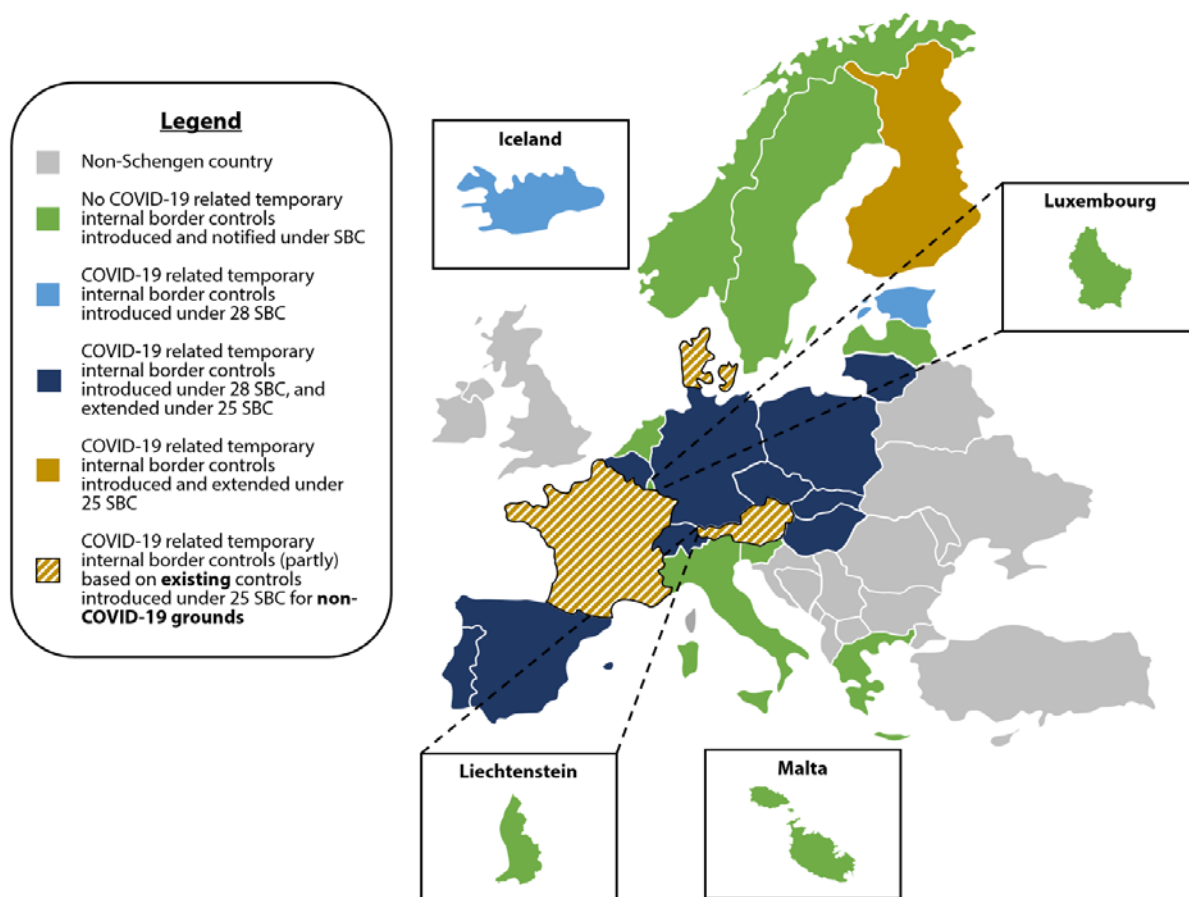 Legend
Non-Schengen country
No COVID-19 related temporary
internal border controls
introduced and notified under SBC
COVID-19 related temporary
internal border controls
introduced under 28 SBC
COVID-19 related temporary
internal border controls
introduced under 28 SBC, and
extended under 25 SBC
COVID-19 related temporary
internal border controls
introduced and extended under
25 SBC
COVID-19 related temporary
internal border controls (partly)
based on existing controls
introduced under 25 SBC for non-
COVID-19 grounds
Iceland
Luxembourg
Liechtenstein
Malta